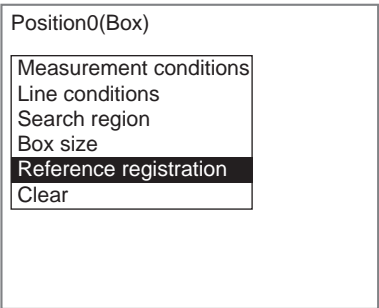 Position0(Box)
Measurement conditions
Line conditions
Search region
Box size
Reference registration
Clear